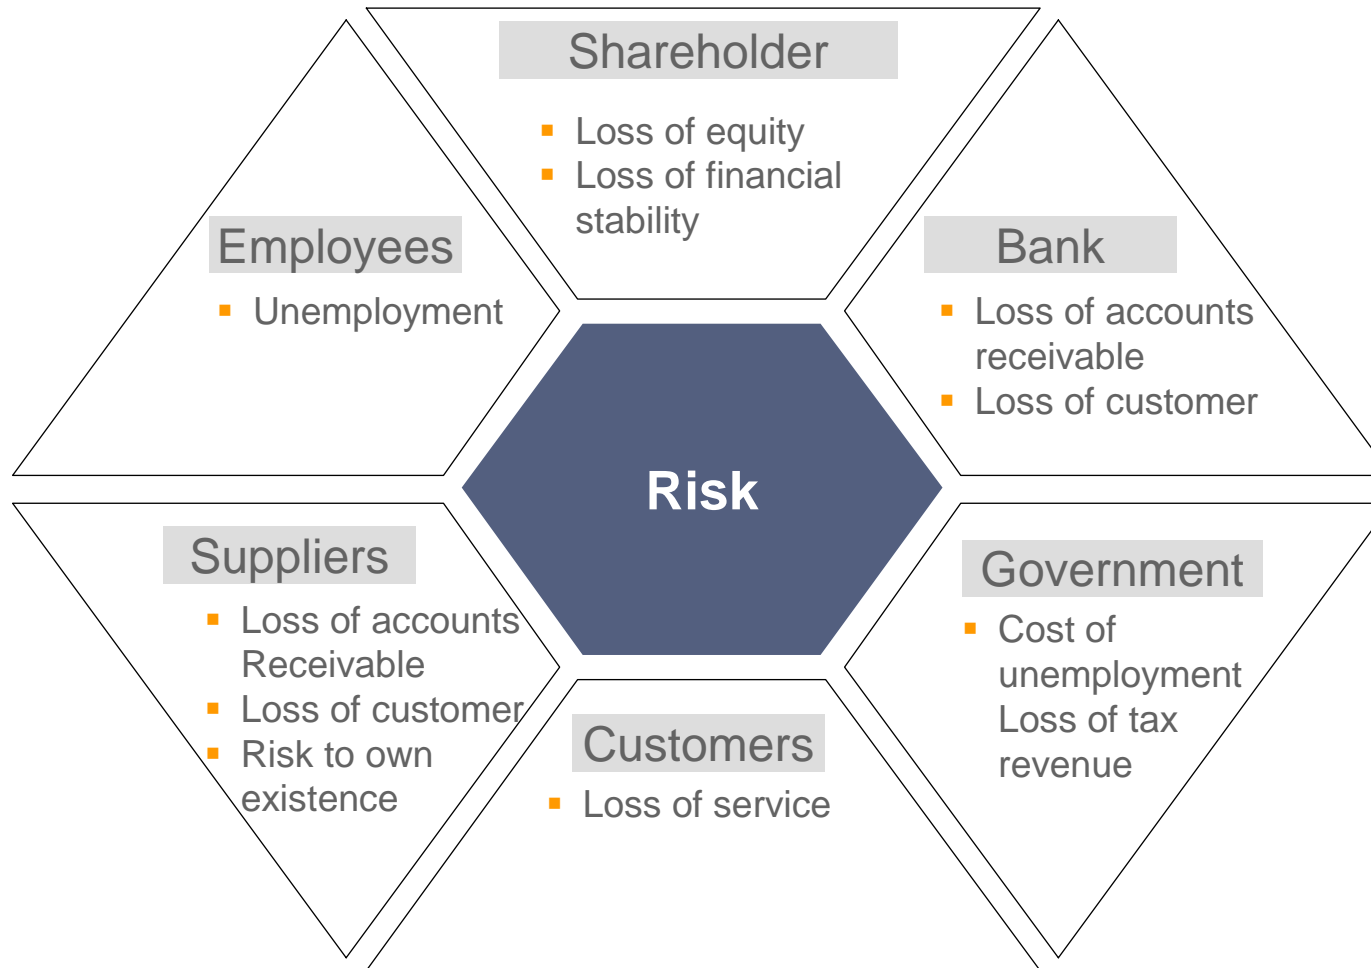 Shareholder
▪ Loss of equity
▪ Loss of financial
stability
Employees
▪ Unemployment
Bank
▪ Loss of accounts
receivable
▪ Loss of customer
Risk
Suppliers
▪ Loss of accounts
Receivable
▪ Loss of customer
▪ Risk to own
existence
Government
▪ Cost of
unemployment
Loss of tax
revenue
Customers
▪ Loss of service